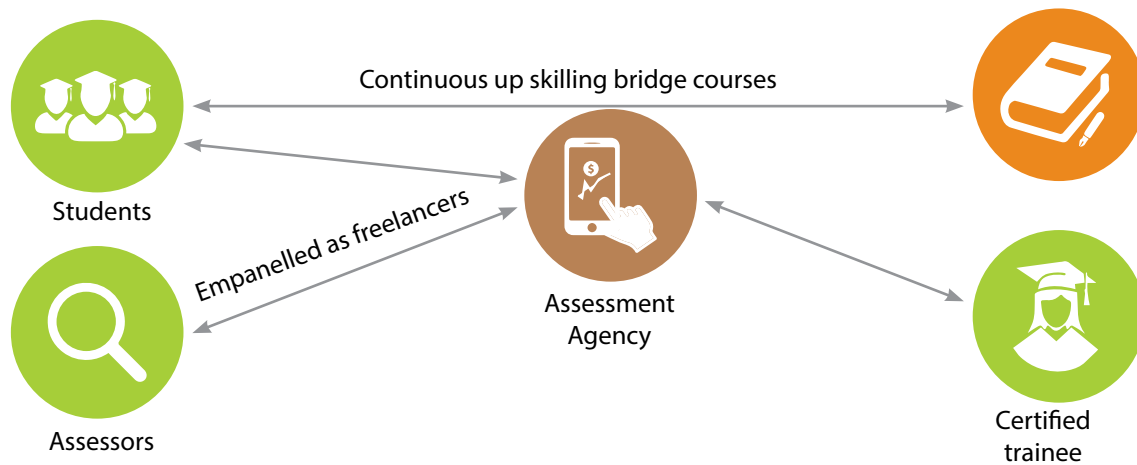 Continuous up skilling bridge courses
Students
Empanelled as freelancers
$
Assessment
Agency
Assessors
Certified
trainee